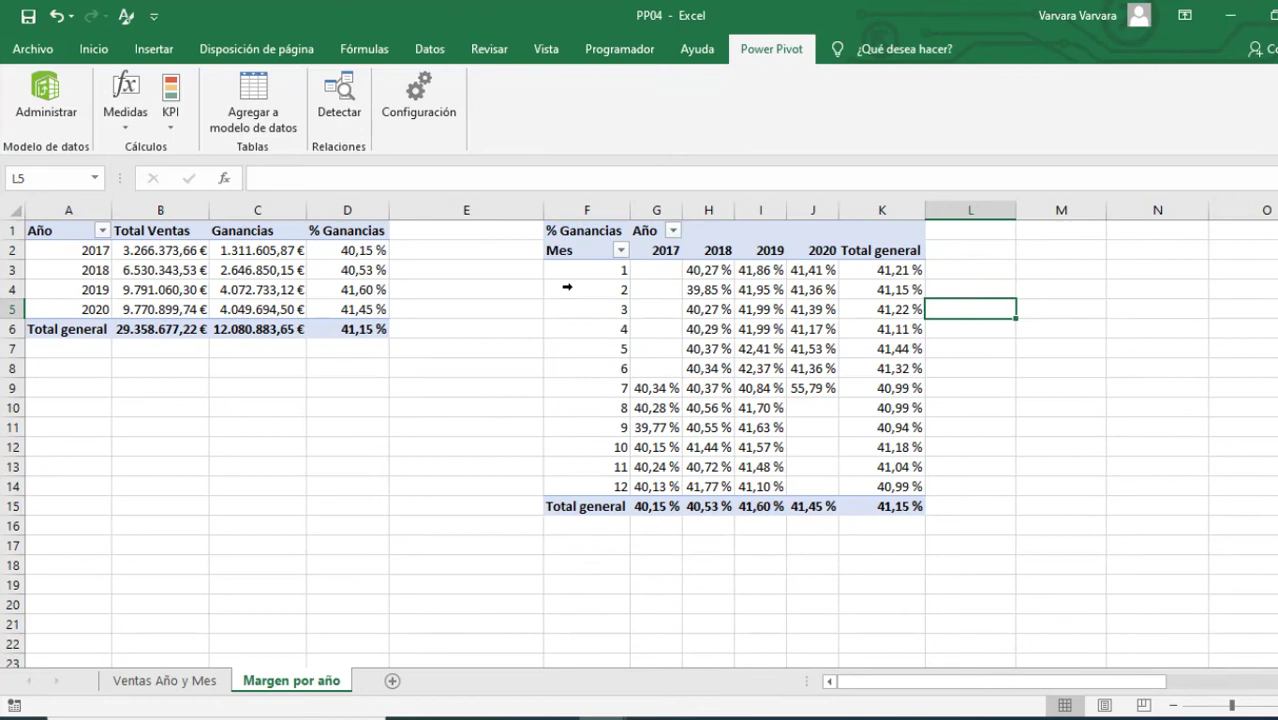 PP04 - Excel
Varvara Varvara
Archivo Inicio Insertar Disposición de página Fórmulas Datos Revisar Vista Programador Ayuda Power Pivot ¿Qué desea hacer?
Administrar
Medidas
KPI
Agregar a modelo de datos
Detectar
Configuración
Modelo de datos Cálculos Tablas Relaciones
L5 fx
A B C D E F G H I J K L M N O
1 Año Total Ventas Ganancias % Ganancias % Ganancias Año
2 2017 3.266.373,66 € 1.311.605,87 € 40,15 % Mes 2017 2018 2019 2020 Total general
3 2018 6.530.343,53 € 2.646.850,15 € 40,53 % 1 40,27 % 41,86 % 41,41 % 41,21 %
4 2019 9.791.060,30 € 4.072.733,12 € 41,60 % 2 39,85 % 41,95 % 41,36 % 41,15 %
5 2020 9.770.899,74 € 4.049.694,50 € 41,45 % 3 40,27 % 41,99 % 41,39 % 41,22 %
6 Total general 29.358.677,22 € 12.080.883,65 € 41,15 % 4 40,29 % 41,99 % 41,17 % 41,11 %
7 5 40,37 % 42,41 % 41,53 % 41,44 %
8 6 40,34 % 42,37 % 41,36 % 41,32 %
9 7 40,34 % 40,37 % 40,84 % 55,79 % 40,99 %
10 8 40,28 % 40,56 % 41,70 % 40,99 %
11 9 39,77 % 40,55 % 41,63 % 40,94 %
12 10 40,15 % 41,44 % 41,57 % 41,18 %
13 11 40,24 % 40,72 % 41,48 % 41,04 %
14 12 40,13 % 41,77 % 41,10 % 40,99 %
15 Total general 40,15 % 40,53 % 41,60 % 41,45 % 41,15 %
16
17
18
19
20
21
22
23
Ventas Año y Mes Margen por año